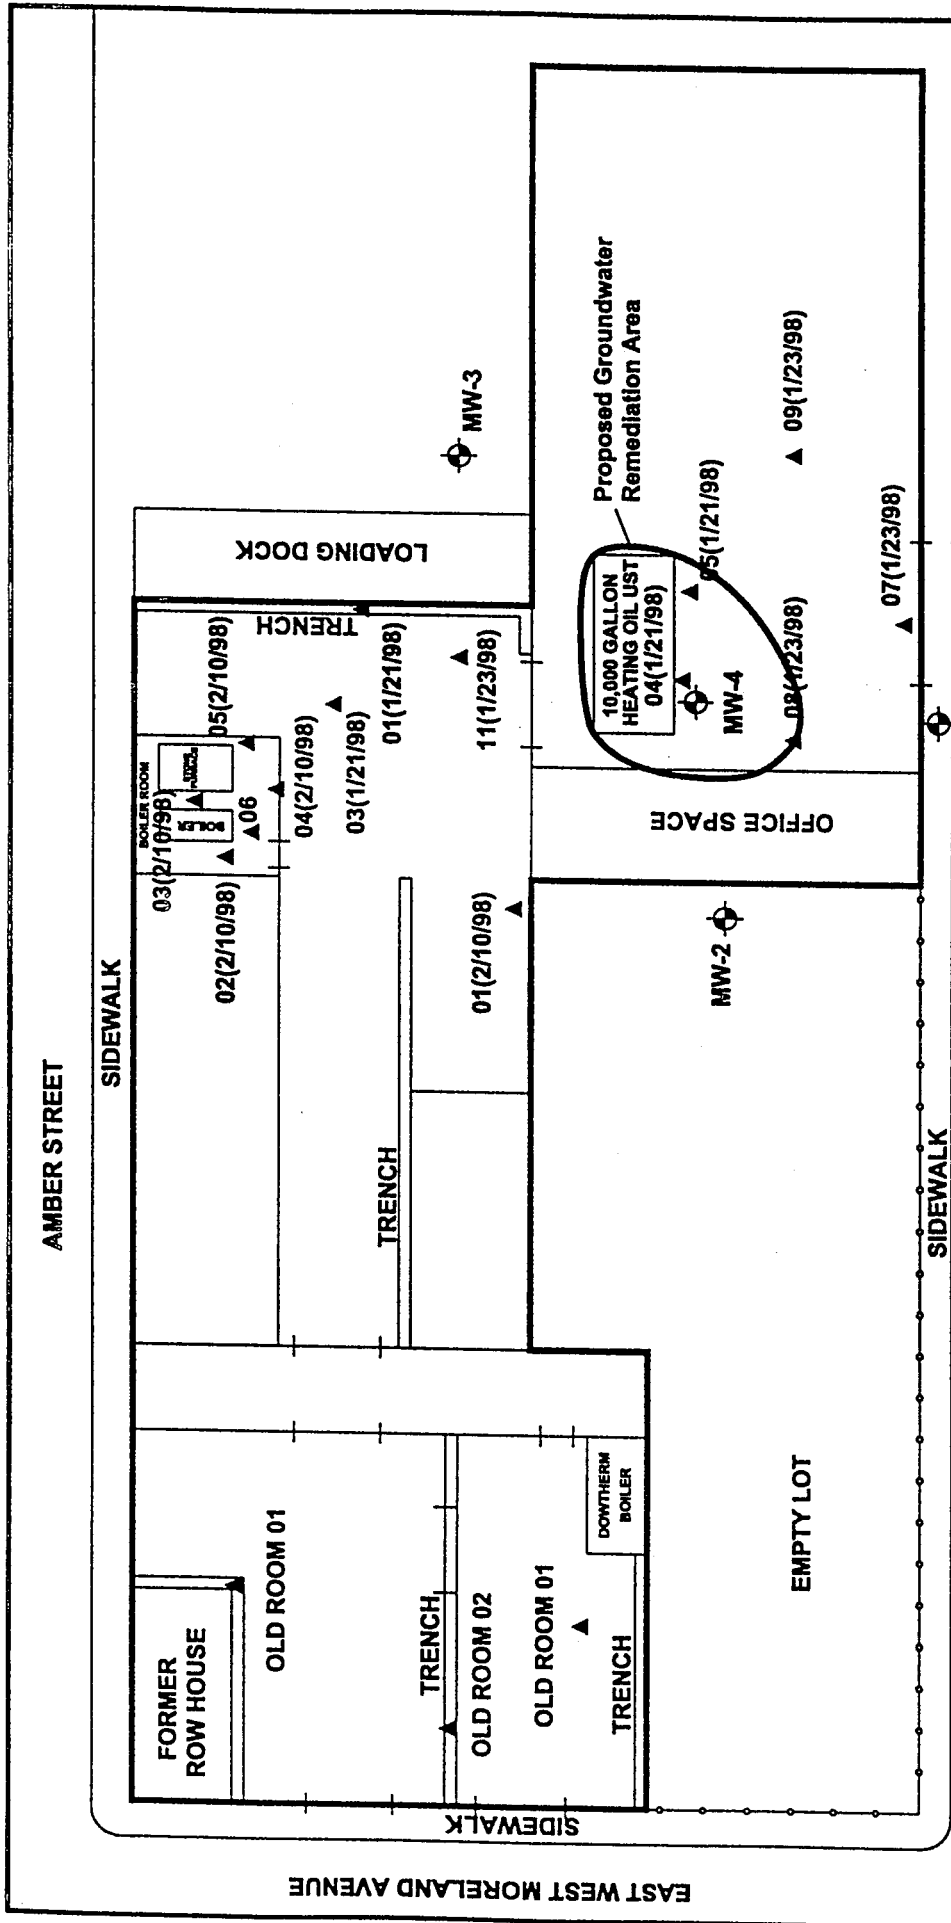 AMBER STREET
SIDEWALK
FORMER
ROW HOUSE
OLD ROOM 01
TRENCH
OLD ROOM 02
OLD ROOM 01
TRENCH
DOWTHERM
BOILER
SIDEWALK
EAST WEST MORELAND AVENUE
TRENCH
BOILER ROOM
BOILER
03(2/10/98)
02(2/10/98)
06
05(2/10/98)
04(2/10/98)
03(1/21/98)
01(1/21/98)
11(1/23/98)
01(2/10/98)
TRENCH
LOADING DOCK
MW-3
Proposed Groundwater
Remediation Area
10,000 GALLON
HEATING OIL UST
04(1/21/98)
05(1/21/98)
MW-4
08(1/23/98)
09(1/23/98)
07(1/23/98)
OFFICE SPACE
MW-2
EMPTY LOT
SIDEWALK